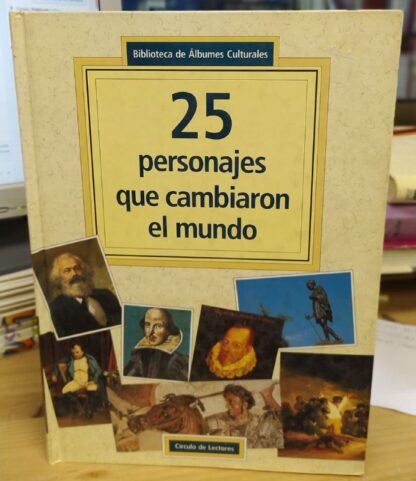 Biblioteca de Álbumes Culturales
25
personajes
que cambiaron
el mundo
Círculo de Lectores